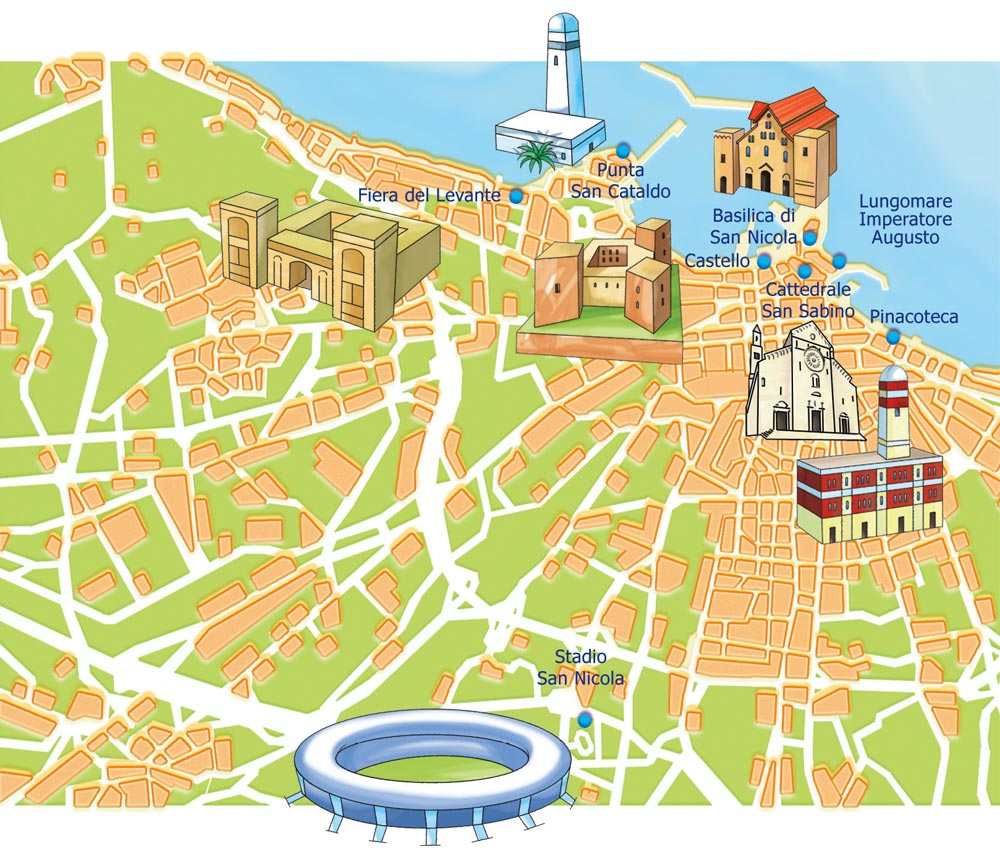 Punta
San Cataldo
Fiera del Levante
Lungomare
Imperatore
Augusto
Basilica di
San Nicola
Castello
Cattedrale
San Sabino
Pinacoteca
Stadio
San Nicola